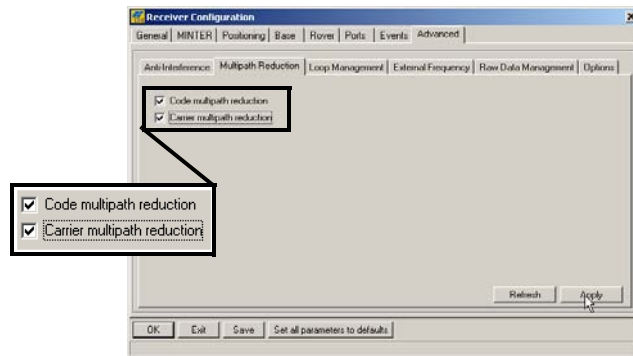 Receiver Configuration
General MINTER Positioning Base Rover Ports Events Advanced
Anti-Interference Multipath Reduction Loop Management External Frequency Raw Data Management Options
Code multipath reduction
Carrier multipath reduction
Code multipath reduction
Carrier multipath reduction
Refresh Apply
OK Exit Save Set all parameters to defaults